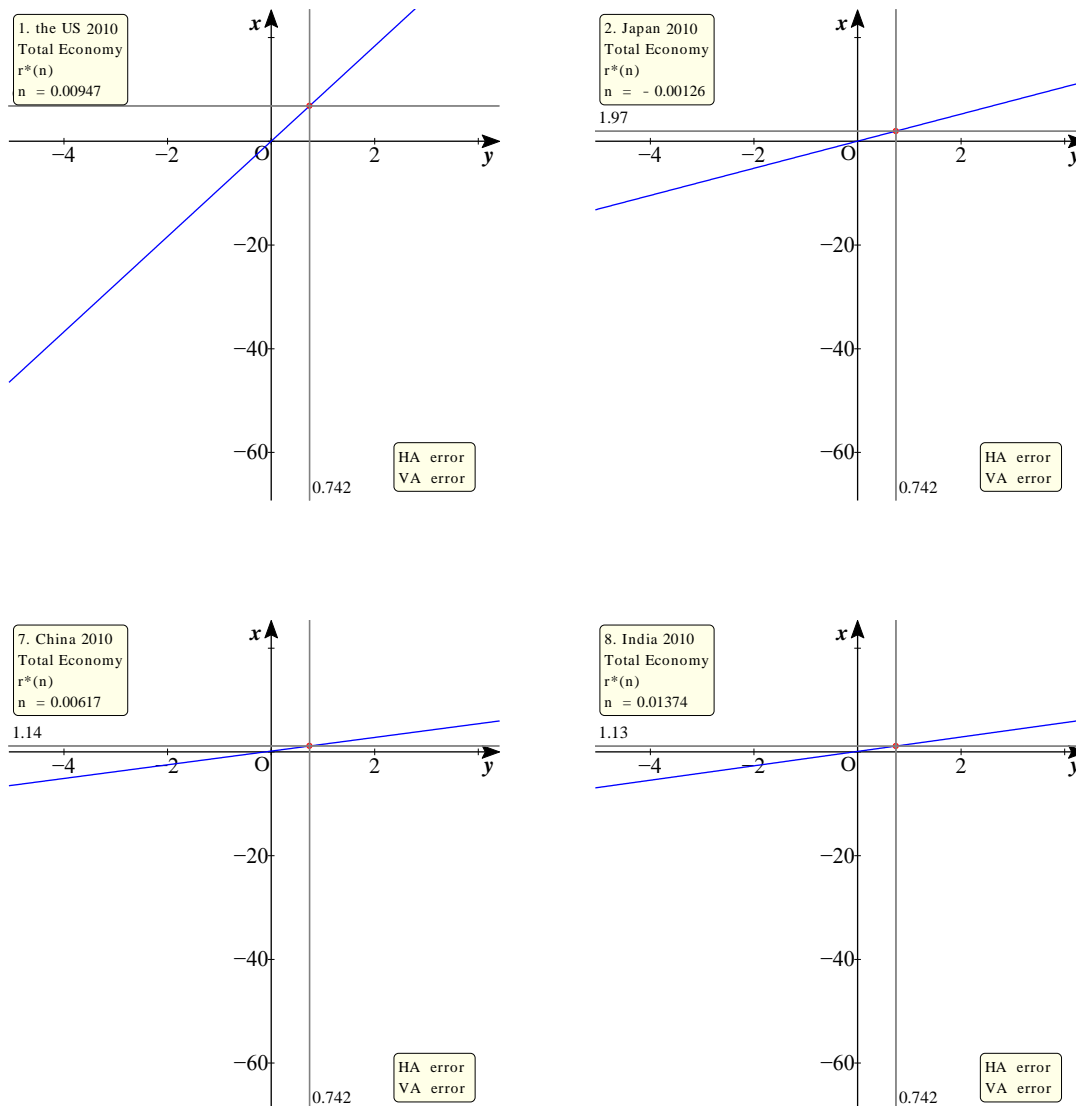 1. the US 2010
Total Economy
r*(n)
n = 0.00947
x
−4
−2
O
2
y
−20
−40
−60
HA error
VA error
0.742
2. Japan 2010
Total Economy
r*(n)
n = - 0.00126
1.97
x
−4
−2
O
2
y
−20
−40
−60
HA error
VA error
0.742
7. China 2010
Total Economy
r*(n)
n = 0.00617
1.14
x
−4
−2
O
2
y
−20
−40
−60
HA error
VA error
0.742
8. India 2010
Total Economy
r*(n)
n = 0.01374
1.13
x
−4
−2
O
2
y
−20
−40
−60
HA error
VA error
0.742